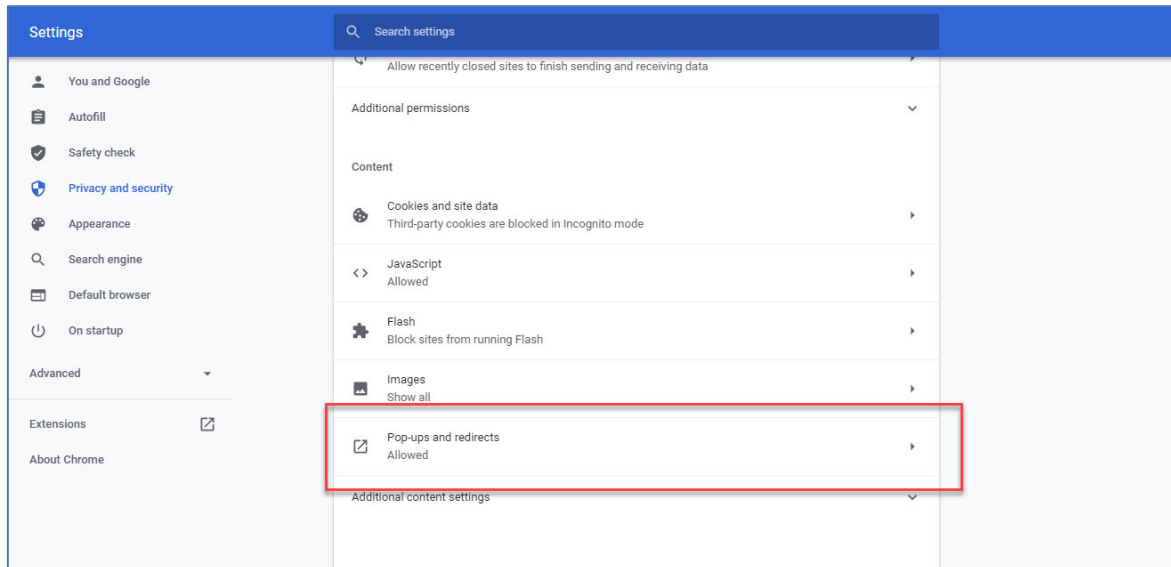 Settings
Search settings
You and Google
Autofill
Safety check
Privacy and security
Appearance
Search engine
Default browser
On startup
Advanced
Extensions
About Chrome
Allow recently closed sites to finish sending and receiving data
Additional permissions
Content
Cookies and site data
Third-party cookies are blocked in Incognito mode
JavaScript
Allowed
Flash
Block sites from running Flash
Images
Show all
Pop-ups and redirects
Allowed
Additional content settings